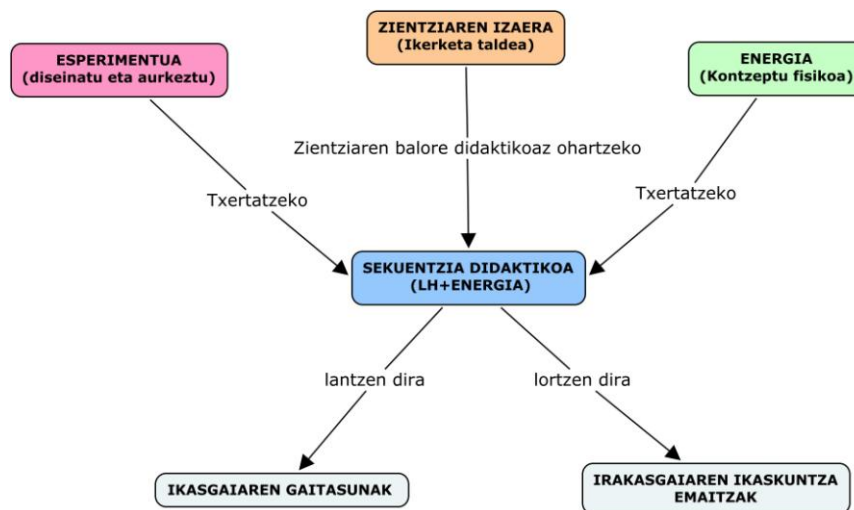 ESPERIMENTUA
(diseinatu eta aurkeztu)
ZIENTZIAREN IZAERA
(Ikerketa taldea)
ENERGIA
(Kontzeptu fisikoa)
Zientziaren balore didaktikoaz ohartzeko
Txertatzeko
Txertatzeko
SEKUENTZIA DIDAKTIKOA
(LH+ENERGIA)
lantzen dira
lortzen dira
IKASGAIAREN GAITASUNAK
IRAKASGAIAREN IKASKUNTZA
EMAITZAK